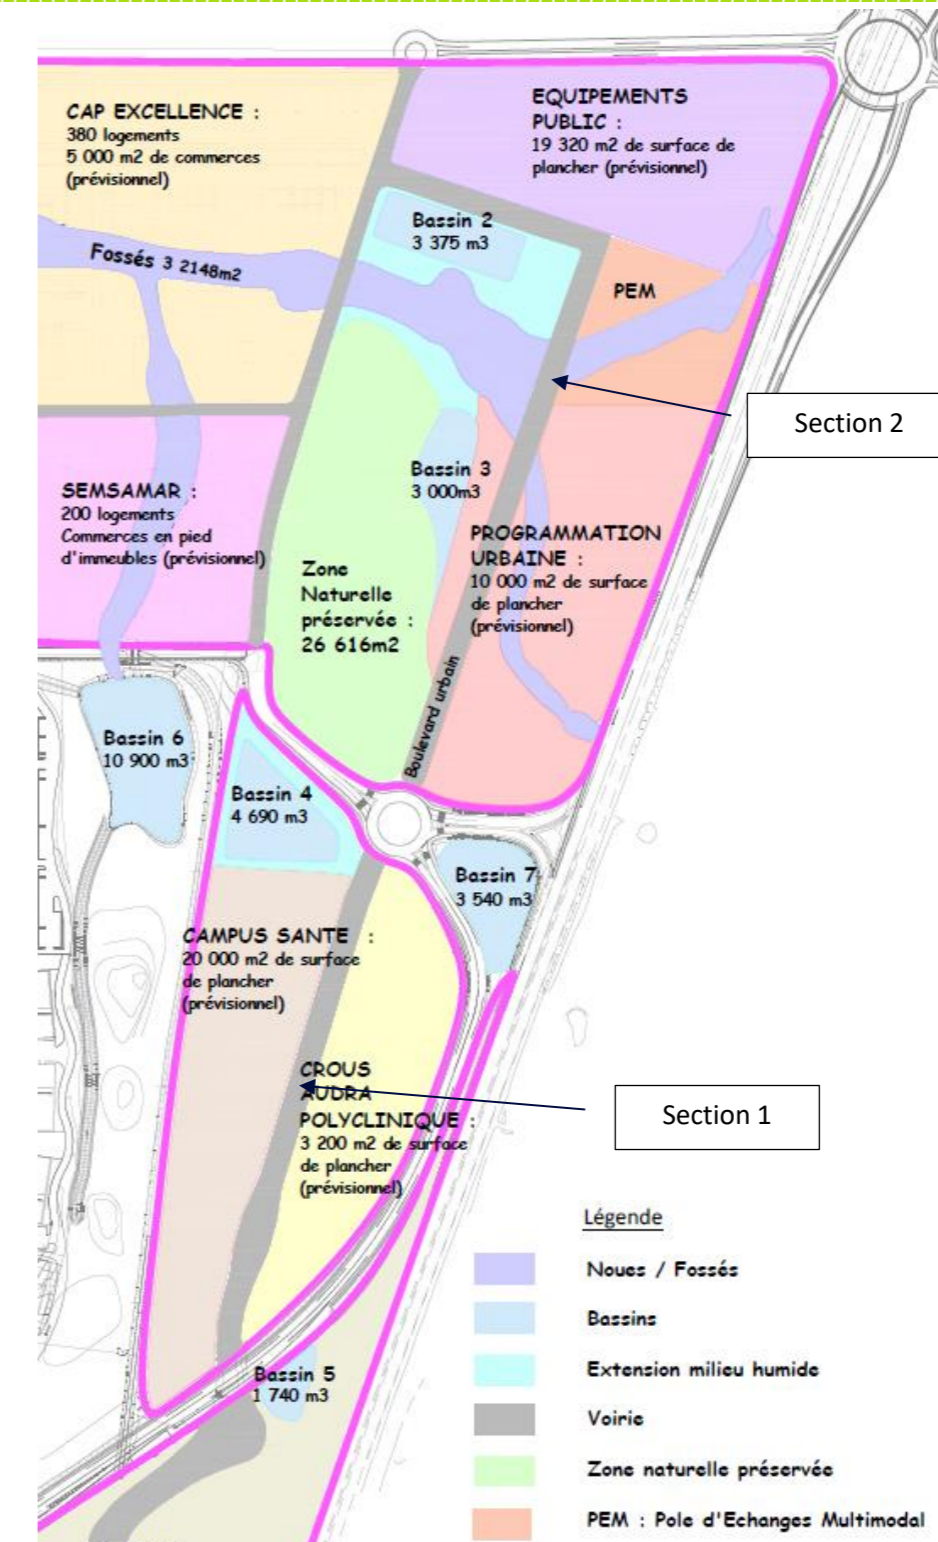 CAP EXCELLENCE :
380 logements
5 000 m2 de commerces
(prévisionnel)
EQUIPEMENTS
PUBLIC :
19 320 m2 de surface de
plancher (prévisionnel)
Bassin 2
3 375 m3
Fossés 3 2148m2
PEM
Section 2
Bassin 3
3 000m3
SEMSAMAR :
200 logements
Commerces en pied
d'immeubles (prévisionnel)
PROGRAMMATION
URBAINE :
10 000 m2 de surface
de plancher
(prévisionnel)
Zone
Naturelle
préservée :
26 616m2
Boulevard urbain
Bassin 6
10 900 m3
Bassin 4
4 690 m3
Bassin 7
3 540 m3
CAMPUS SANTE :
20 000 m2 de surface
de plancher
(prévisionnel)
CROUS
AUDRA
POLYCLINIQUE :
3 200 m2 de surface
de plancher
(prévisionnel)
Section 1
Bassin 5
1 740 m3
Légende
Noues / Fossés
Bassins
Extension milieu humide
Voirie
Zone naturelle préservée
PEM : Pole d'Echanges Multimodal